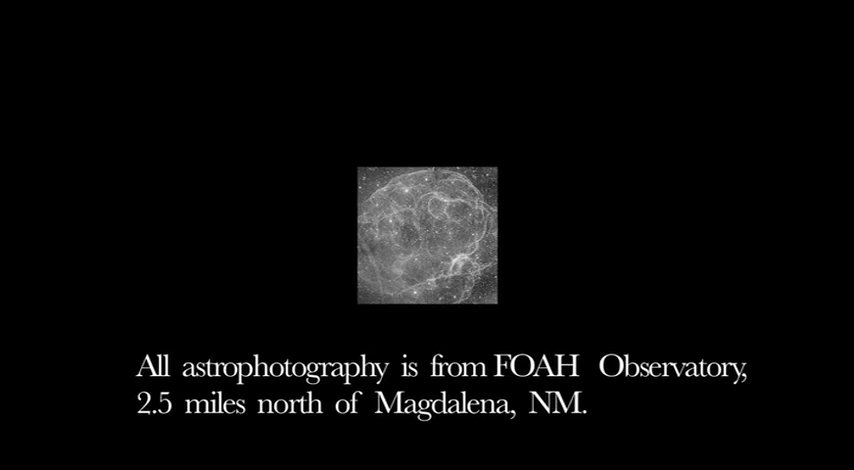 All astrophotography is from FOAH Observatory,
2.5 miles north of Magdalena, NM.